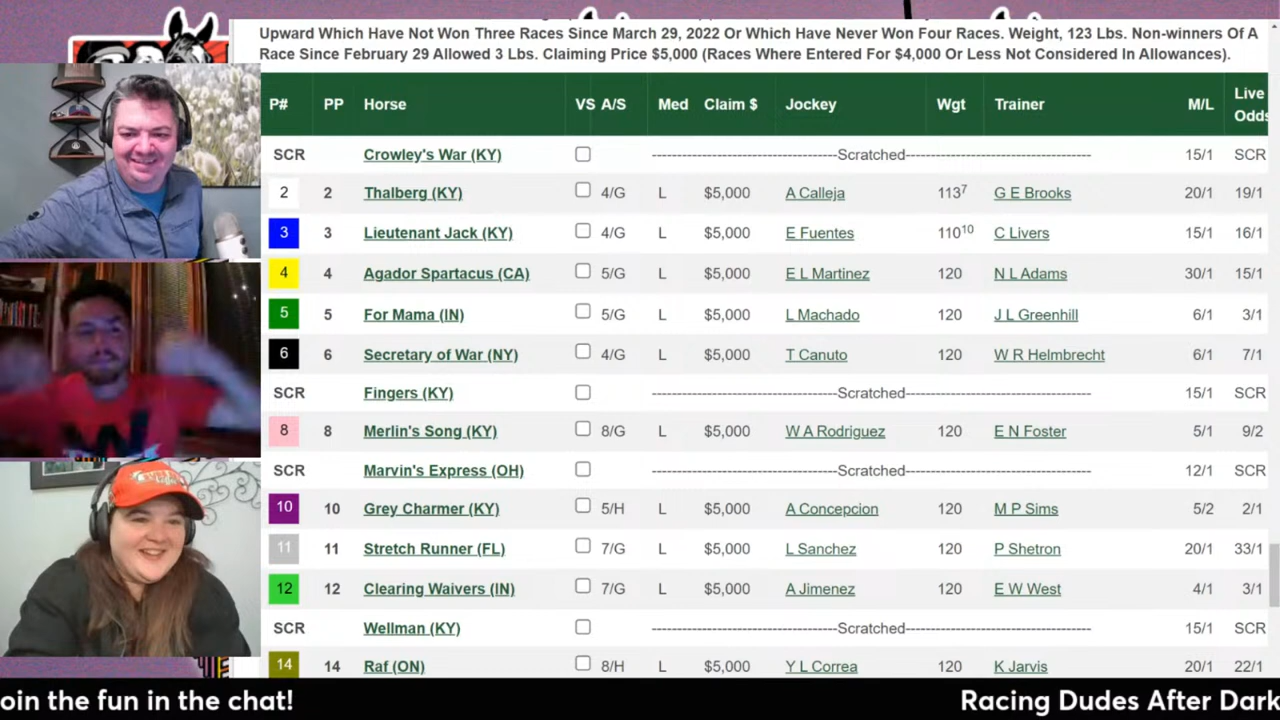 Upward Which Have Not Won Three Races Since March 29, 2022 Or Which Have Never Won Four Races. Weight, 123 Lbs. Non-winners Of A
Race Since February 29 Allowed 3 Lbs. Claiming Price $5,000 (Races Where Entered For $4,000 Or Less Not Considered In Allowances).
P# PP Horse VS A/S Med Claim $ Jockey Wgt Trainer M/L Live Odds
SCR Crowley's War (KY) ------------------------------------Scratched------------------------------------- 15/1 SCR
2 2 Thalberg (KY) 4/G L $5,000 A Calleja 1137 G E Brooks 20/1 19/1
3 3 Lieutenant Jack (KY) 4/G L $5,000 E Fuentes 11010 C Livers 15/1 16/1
4 4 Agador Spartacus (CA) 5/G L $5,000 E L Martinez 120 N L Adams 30/1 15/1
5 5 For Mama (IN) 5/G L $5,000 L Machado 120 J L Greenhill 6/1 3/1
6 6 Secretary of War (NY) 4/G L $5,000 T Canuto 120 W R Helmbrecht 6/1 7/1
SCR Fingers (KY) ------------------------------------Scratched------------------------------------- 15/1 SCR
8 8 Merlin's Song (KY) 8/G L $5,000 W A Rodriguez 120 E N Foster 5/1 9/2
SCR Marvin's Express (OH) ------------------------------------Scratched------------------------------------- 12/1 SCR
10 10 Grey Charmer (KY) 5/H L $5,000 A Concepcion 120 M P Sims 5/2 2/1
11 11 Stretch Runner (FL) 7/G L $5,000 L Sanchez 120 P Shetron 20/1 33/1
12 12 Clearing Waivers (IN) 7/G L $5,000 A Jimenez 120 E W West 4/1 3/1
SCR Wellman (KY) ------------------------------------Scratched------------------------------------- 15/1 SCR
14 14 Raf (ON) 8/H L $5,000 Y L Correa 120 K Jarvis 20/1 22/1
oin the fun in the chat! Racing Dudes After Dark